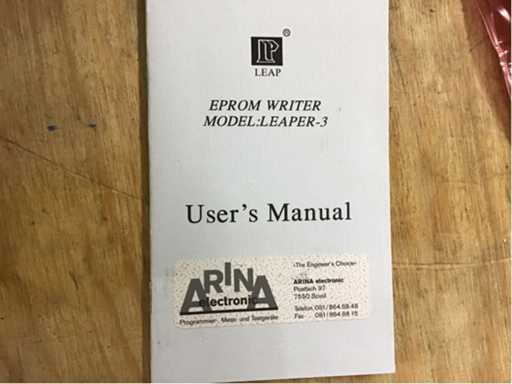 ®
LEAP
EPROM WRITER
MODEL:LEAPER-3
User's Manual
«The Engineer's Choice»
ARINA
electronic
ARINA electronic
Postfach 97
7550 Scuol
Telefon 081/864 68 48
Fax 081/864 68 15
Programmier-, Mess- und Testgeräte